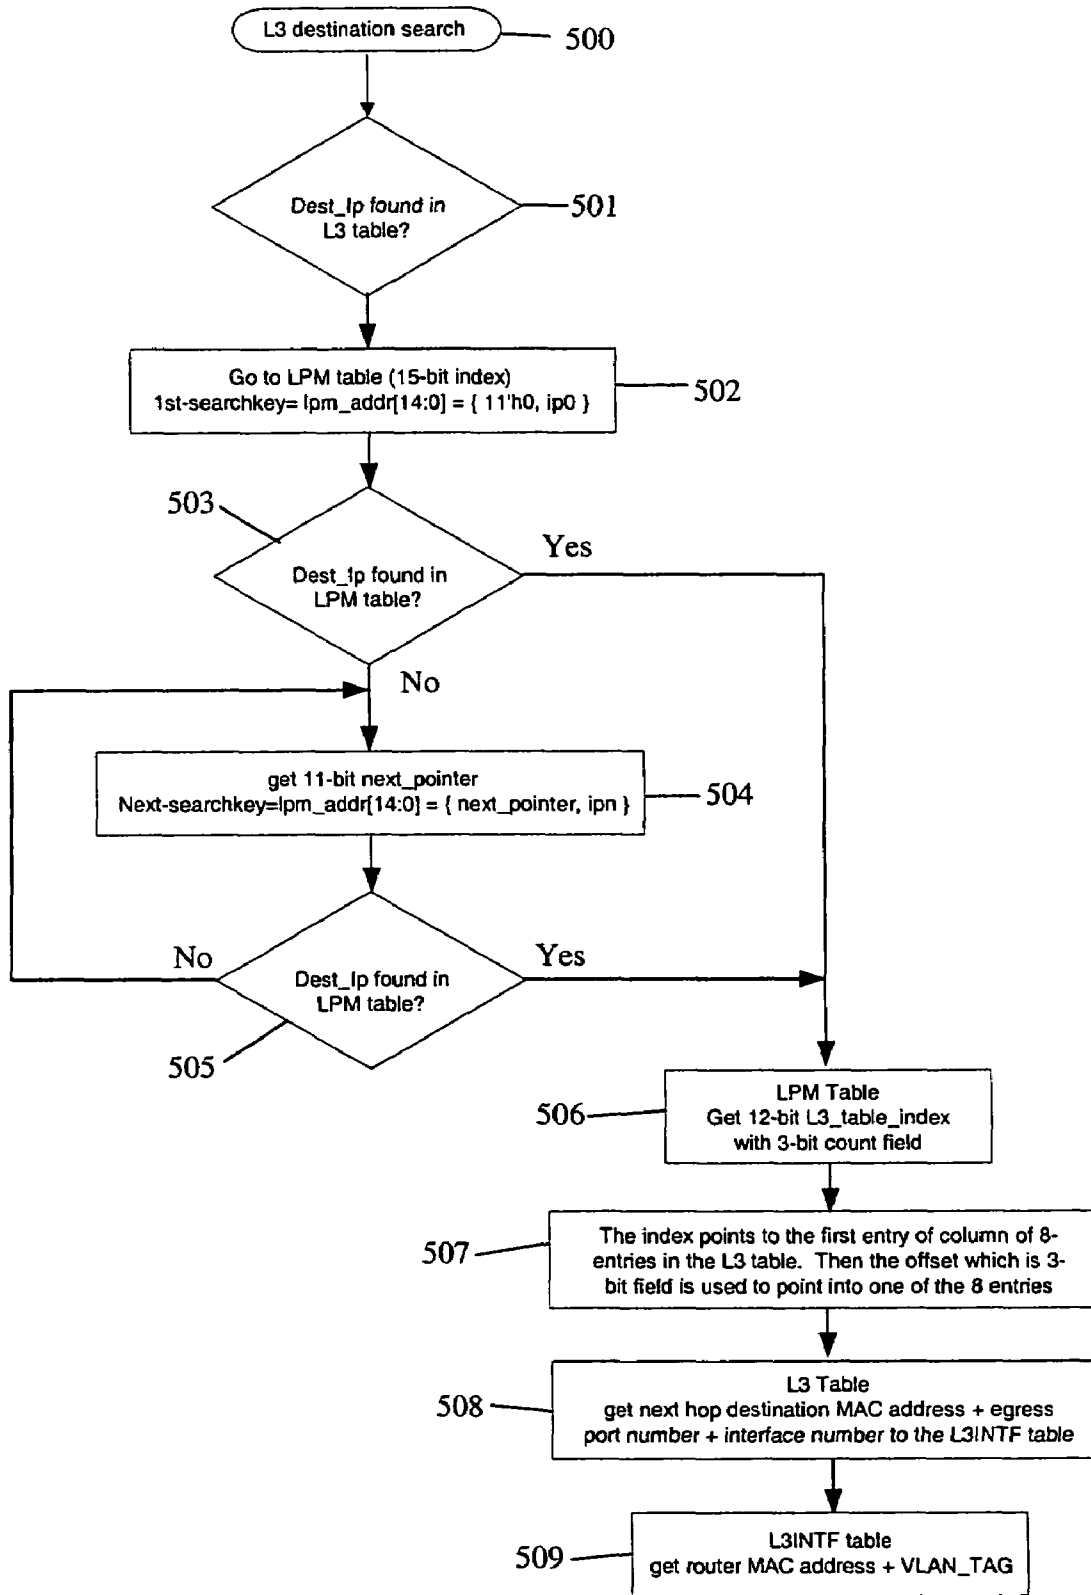 L3 destination search
500
Dest_Ip found in
L3 table?
501
Go to LPM table (15-bit index)
1st-searchkey= lpm_addr[14:0] = { 11'h0, ip0 }
502
503
Yes
Dest_Ip found in
LPM table?
No
get 11-bit next_pointer
Next-searchkey=lpm_addr[14:0] = { next_pointer, ipn }
504
No
Yes
Dest_Ip found in
LPM table?
505
LPM Table
Get 12-bit L3_table_index
with 3-bit count field
506
The index points to the first entry of column of 8-
entries in the L3 table. Then the offset which is 3-
bit field is used to point into one of the 8 entries
507
L3 Table
get next hop destination MAC address + egress
port number + interface number to the L3INTF table
508
L3INTF table
get router MAC address + VLAN_TAG
509